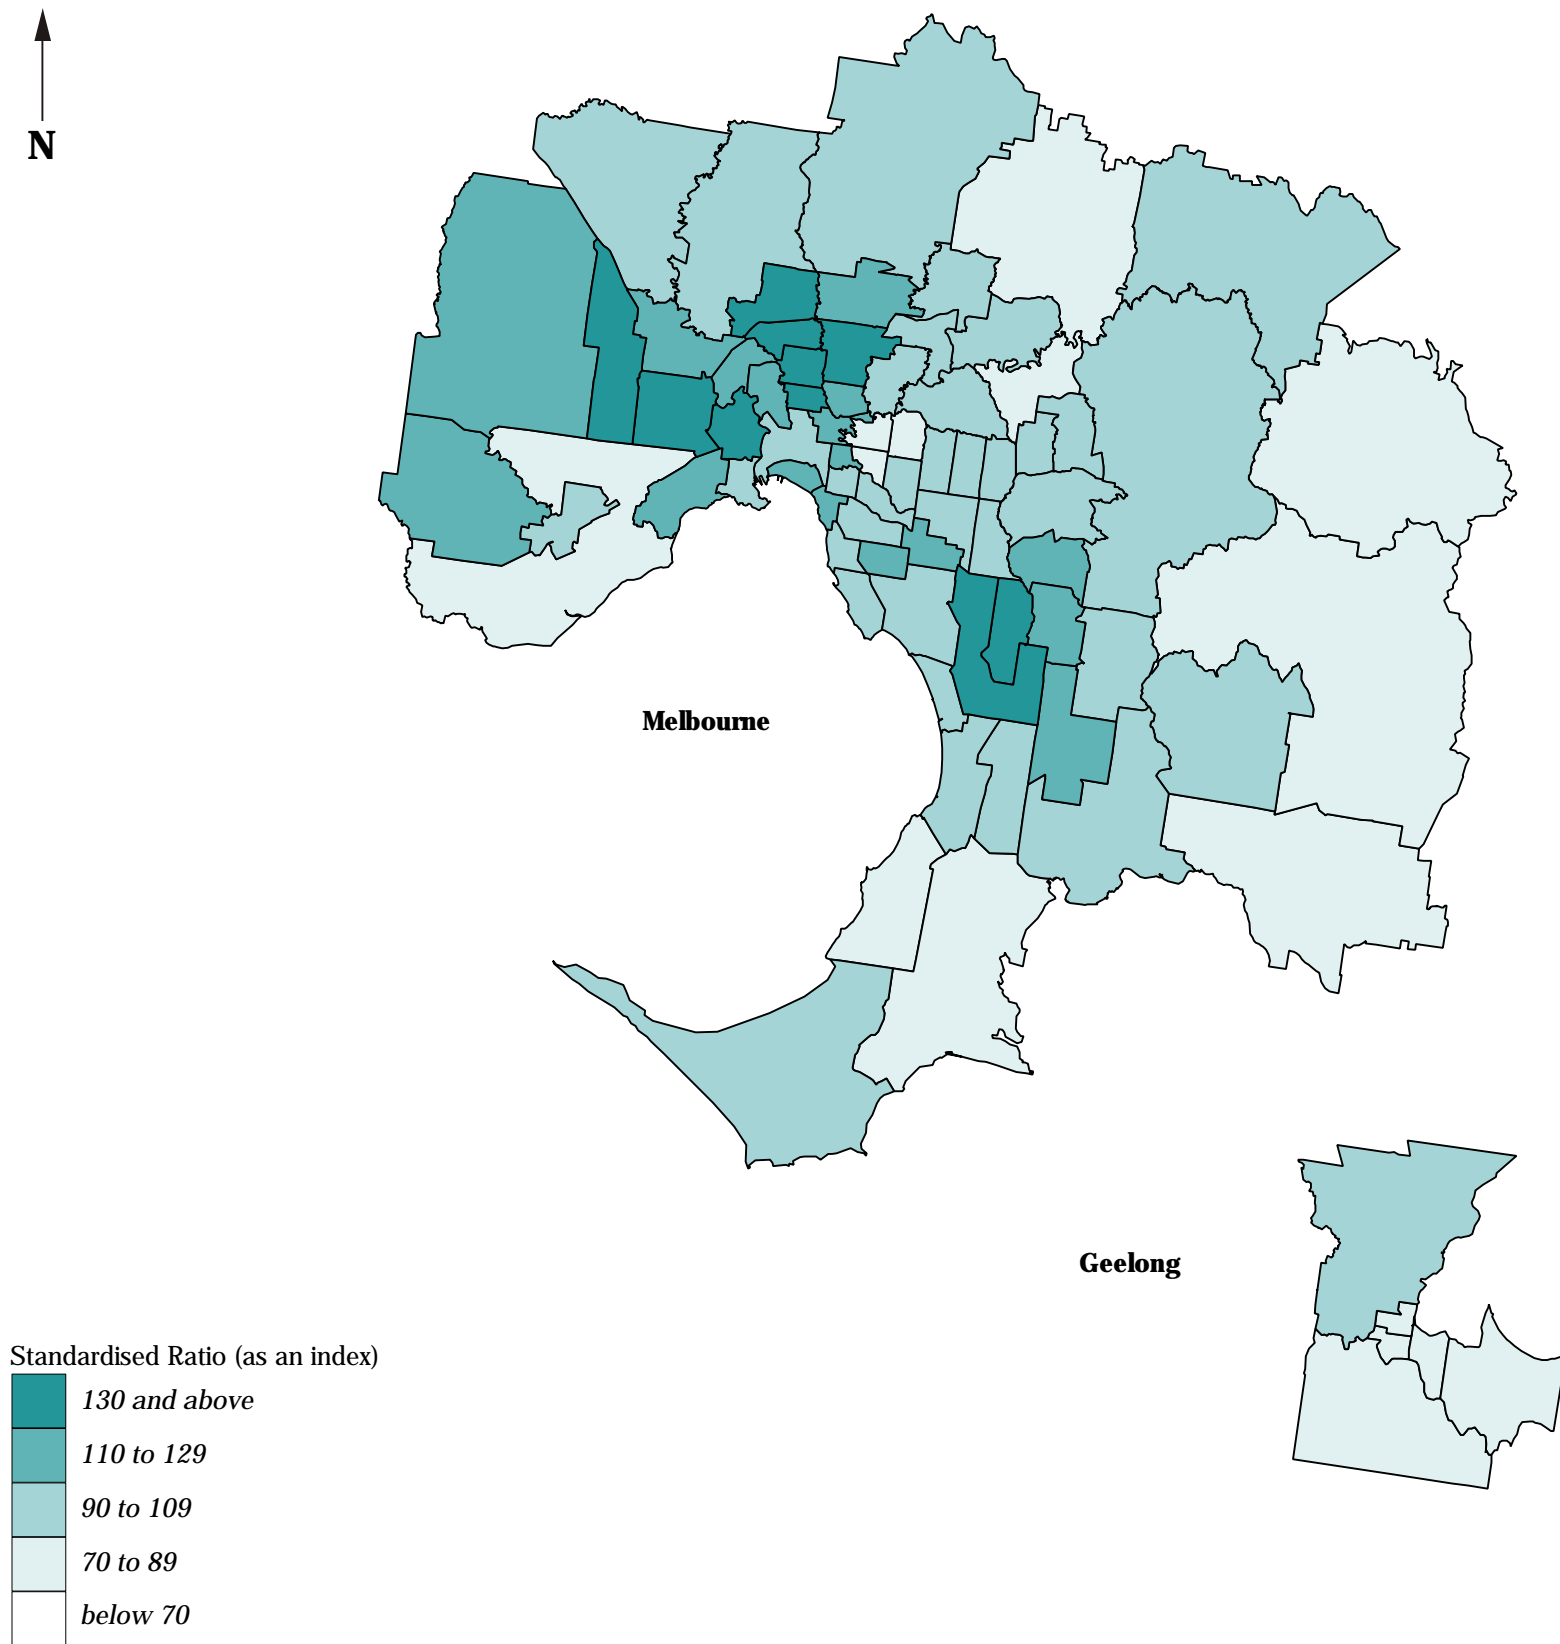 N
Melbourne
Geelong
Standardised Ratio (as an index)
130 and above
110 to 129
90 to 109
70 to 89
below 70